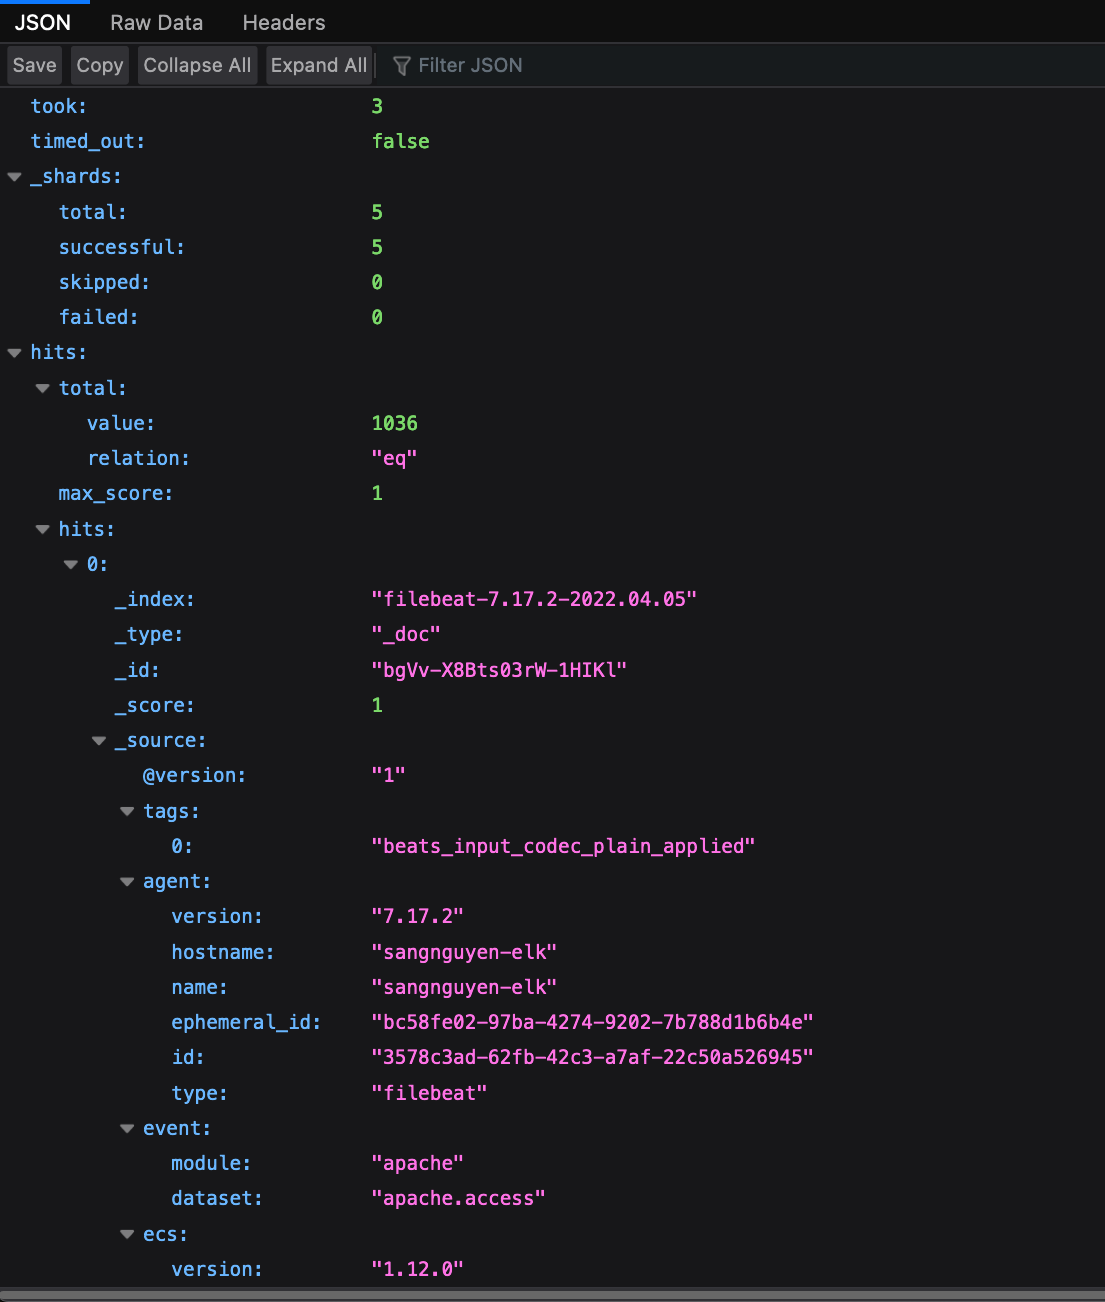 JSON Raw Data Headers
Save Copy Collapse All Expand All Filter JSON
took: 3
timed_out: false
_shards:
total: 5
successful: 5
skipped: 0
failed: 0
hits:
total:
value: 1036
relation: "eq"
max_score: 1
hits:
0:
_index: "filebeat-7.17.2-2022.04.05"
_type: "_doc"
_id: "bgVv-X8Bts03rW-1HIKl"
_score: 1
_source:
@version: "1"
tags:
0: "beats_input_codec_plain_applied"
agent:
version: "7.17.2"
hostname: "sangnguyen-elk"
name: "sangnguyen-elk"
ephemeral_id: "bc58fe02-97ba-4274-9202-7b788d1b6b4e"
id: "3578c3ad-62fb-42c3-a7af-22c50a526945"
type: "filebeat"
event:
module: "apache"
dataset: "apache.access"
ecs:
version: "1.12.0"